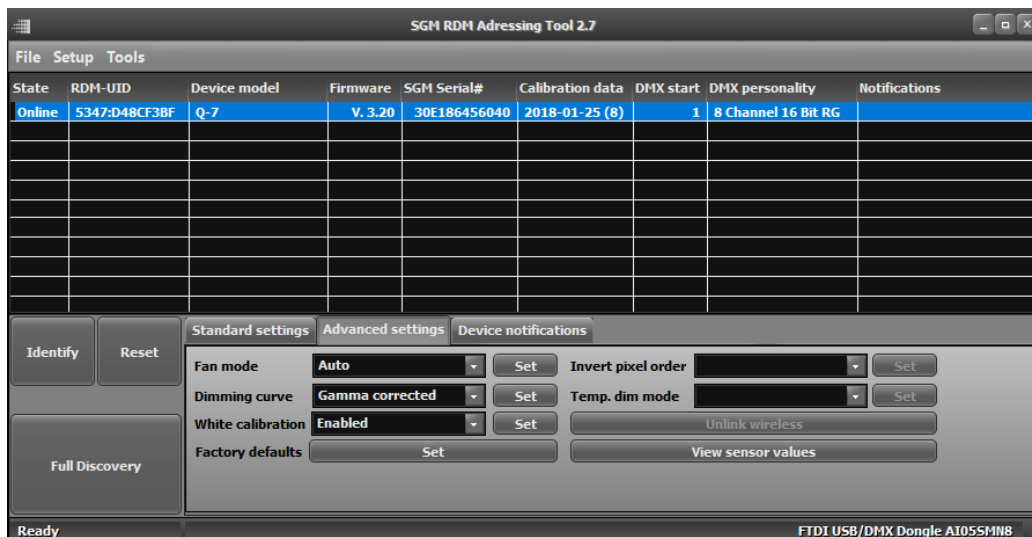 SGM RDM Adressing Tool 2.7
File Setup Tools
State RDM-UID Device model Firmware SGM Serial# Calibration data DMX start DMX personality Notifications
Online 5347:D48CF3BF Q-7 V. 3.20 30E186456040 2018-01-25 (8) 1 8 Channel 16 Bit RG
Identify Reset
Standard settings Advanced settings Device notifications
Fan mode Auto Set Invert pixel order Set
Dimming curve Gamma corrected Set Temp. dim mode Set
White calibration Enabled Set Unlink wireless
Factory defaults Set View sensor values
Full Discovery
Ready FTDI USB/DMX Dongle AI05SMN8